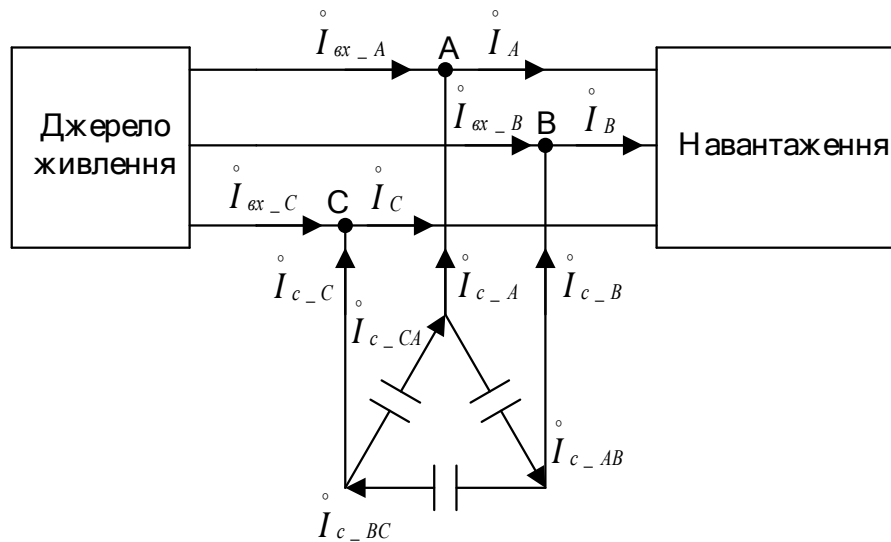 I вх_A
A
I A
Джерело
живлення
I вх_B
B
I B
Навантаження
I вх_C
C
I C
I c_C
I c_A
I c_B
I c_CA
I c_AB
I c_BC